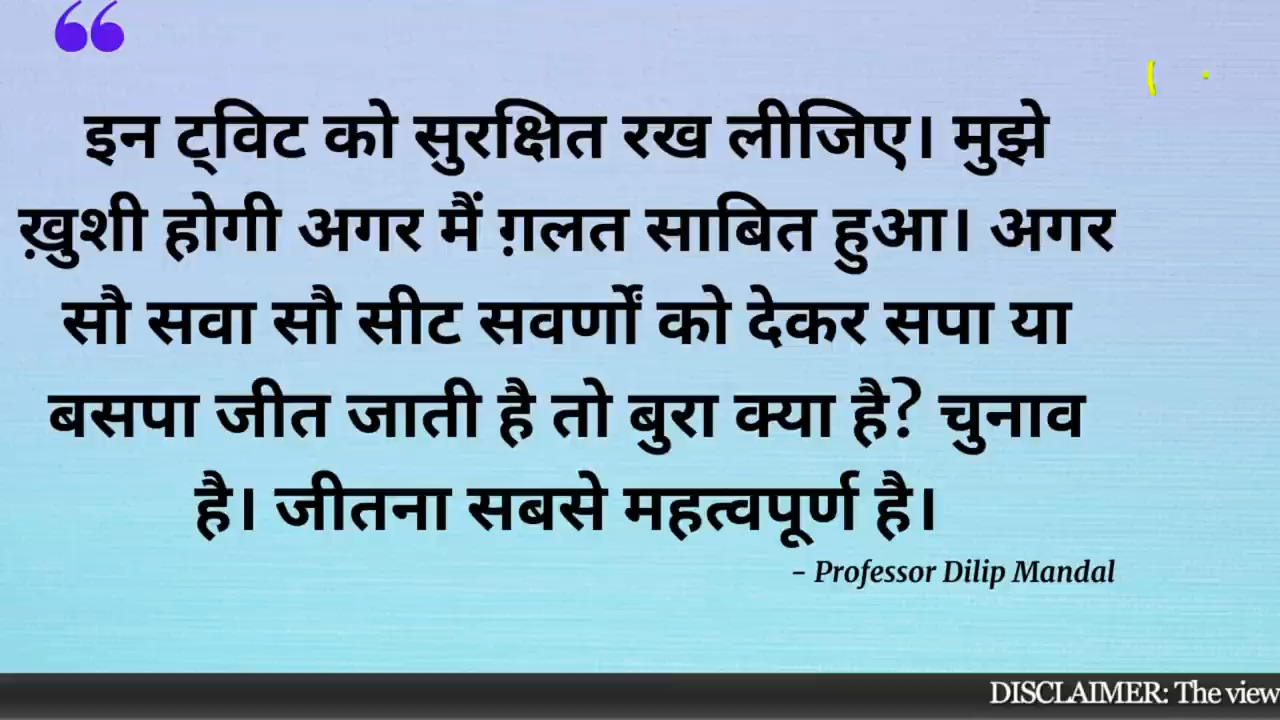 ❝
इन ट्विट को सुरक्षित रख लीजिए। मुझे
ख़ुशी होगी अगर मैं ग़लत साबित हुआ। अगर
सौ सवा सौ सीट सवर्णों को देकर सपा या
बसपा जीत जाती है तो बुरा क्या है? चुनाव
है। जीतना सबसे महत्वपूर्ण है।
– Professor Dilip Mandal
DISCLAIMER: The view